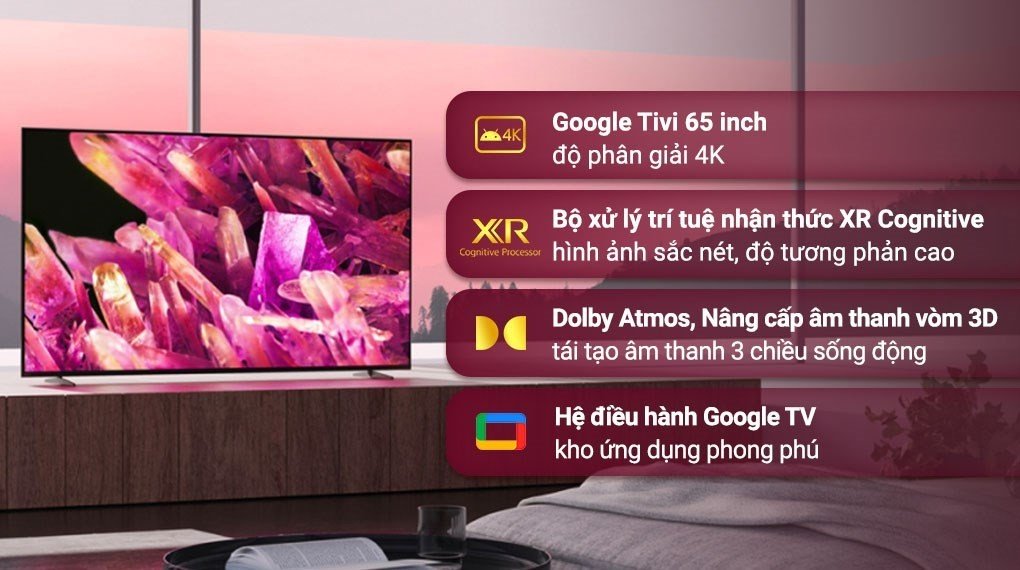 4K
Google Tivi 65 inch
độ phân giải 4K
XR
Cognitive Processor
Bộ xử lý trí tuệ nhận thức XR Cognitive
hình ảnh sắc nét, độ tương phản cao
Dolby Atmos, Nâng cấp âm thanh vòm 3D
tái tạo âm thanh 3 chiều sống động
Hệ điều hành Google TV
kho ứng dụng phong phú